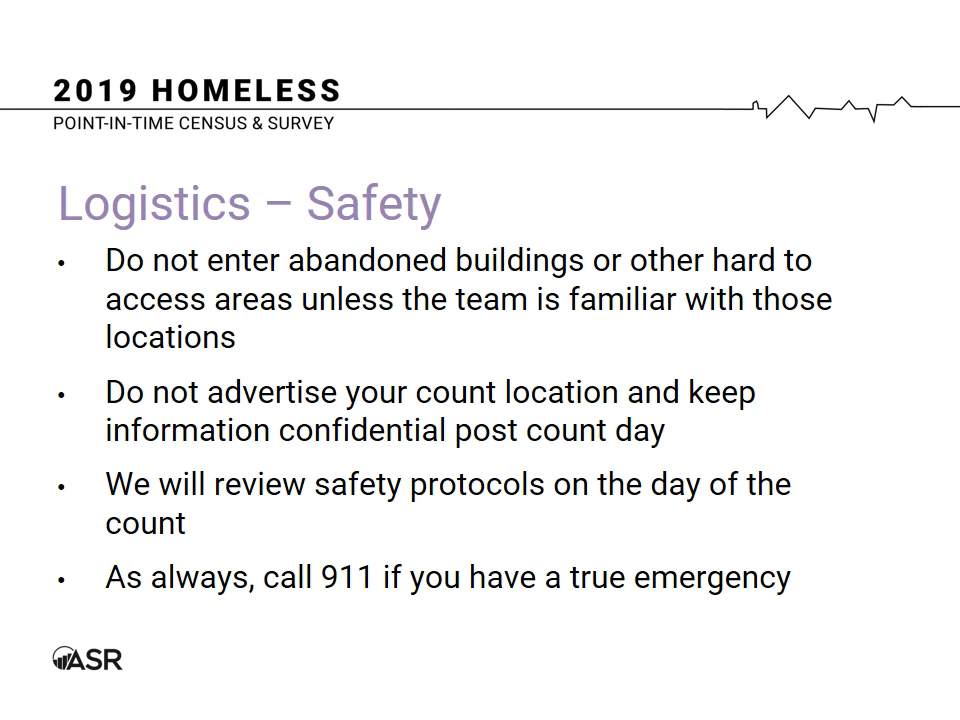 2019 HOMELESS
POINT-IN-TIME CENSUS & SURVEY
Logistics – Safety
• Do not enter abandoned buildings or other hard to
access areas unless the team is familiar with those
locations
• Do not advertise your count location and keep
information confidential post count day
• We will review safety protocols on the day of the
count
• As always, call 911 if you have a true emergency
ASR